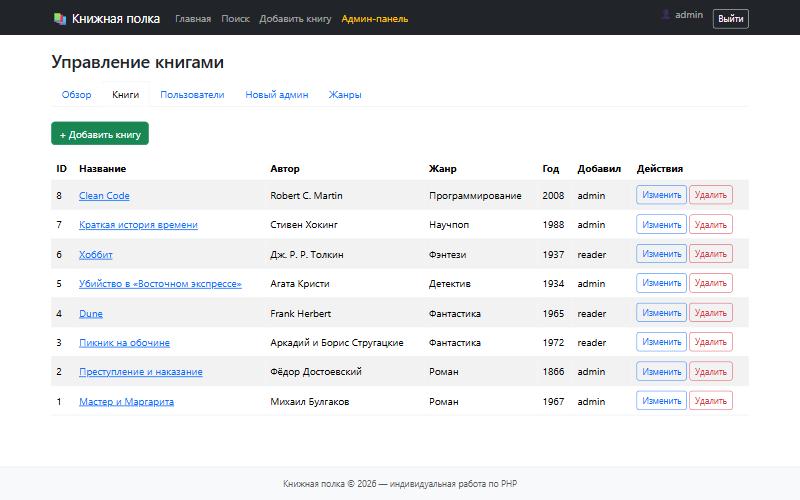 Книжная полка Главная Поиск Добавить книгу Админ-панель admin Выйти
Управление книгами
Обзор Книги Пользователи Новый админ Жанры
+ Добавить книгу
ID Название Автор Жанр Год Добавил Действия
8 Clean Code Robert C. Martin Программирование 2008 admin Изменить Удалить
7 Краткая история времени Стивен Хокинг Научпоп 1988 admin Изменить Удалить
6 Хоббит Дж. Р. Р. Толкин Фэнтези 1937 reader Изменить Удалить
5 Убийство в «Восточном экспрессе» Агата Кристи Детектив 1934 admin Изменить Удалить
4 Dune Frank Herbert Фантастика 1965 reader Изменить Удалить
3 Пикник на обочине Аркадий и Борис Стругацкие Фантастика 1972 reader Изменить Удалить
2 Преступление и наказание Фёдор Достоевский Роман 1866 admin Изменить Удалить
1 Мастер и Маргарита Михаил Булгаков Роман 1967 admin Изменить Удалить
Книжная полка © 2026 — индивидуальная работа по PHP